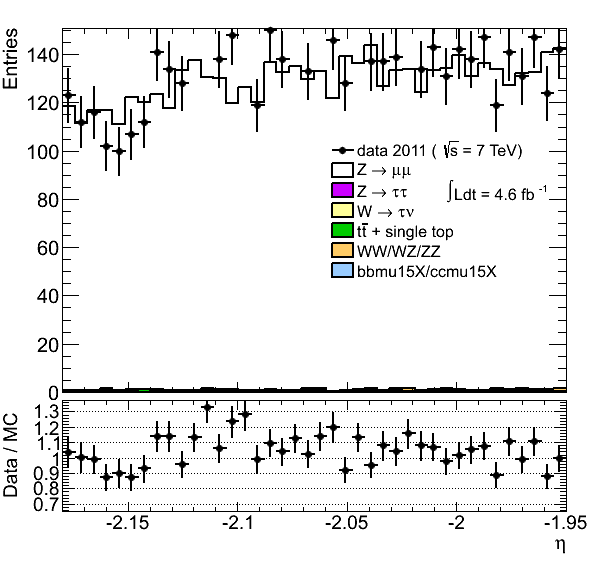 Entries
140
120
100
80
60
40
20
0
data 2011 ( √s = 7 TeV)
Z → μμ
Z → ττ
∫Ldt = 4.6 fb -1
W → τν
tt̅ + single top
WW/WZ/ZZ
bbmu15X/ccmu15X
Data / MC
1.3
1.2
1.1
1
0.9
0.8
0.7
-2.15
-2.1
-2.05
-2
-1.95
η